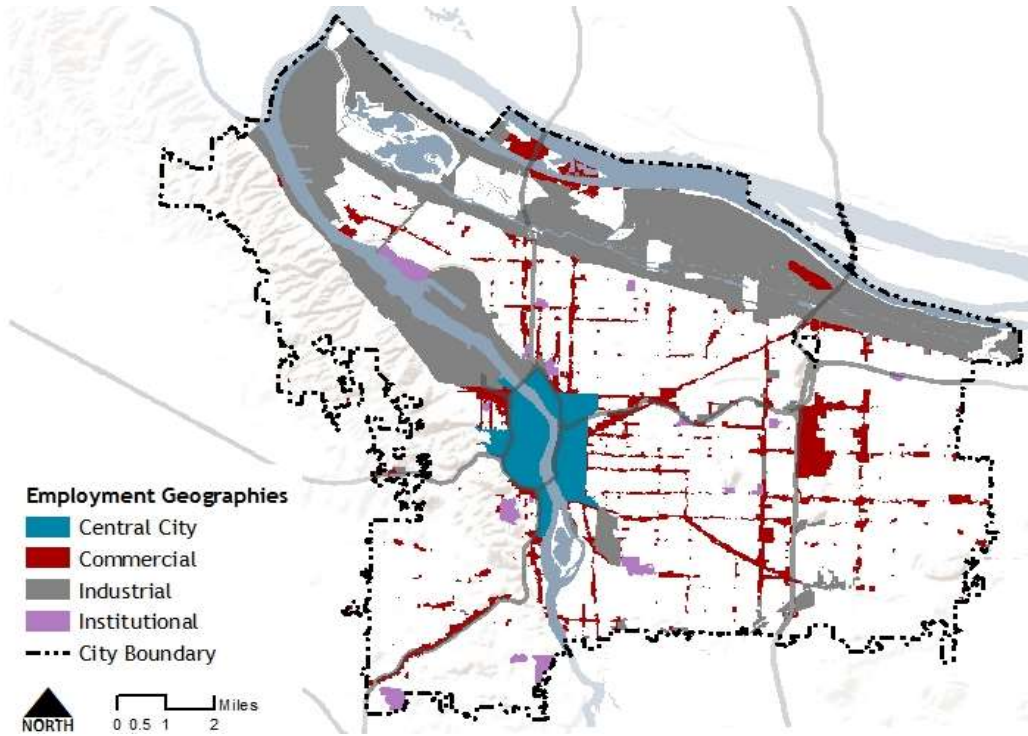 Employment Geographies
Central City
Commercial
Industrial
Institutional
City Boundary
NORTH
0 0.5 1 2
Miles